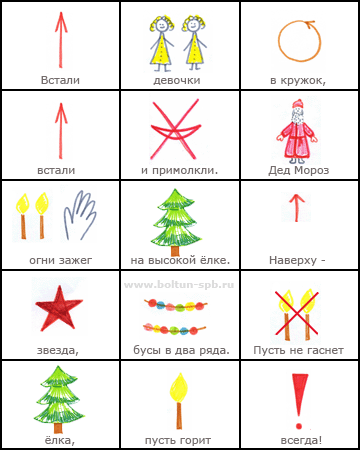 Встали девочки в кружок,
встали и примолкли. Дед Мороз
огни зажег на высокой ёлке. Наверху -
www.boltun-spb.ru
звезда, бусы в два ряда. Пусть не гаснет
ёлка, пусть горит всегда!